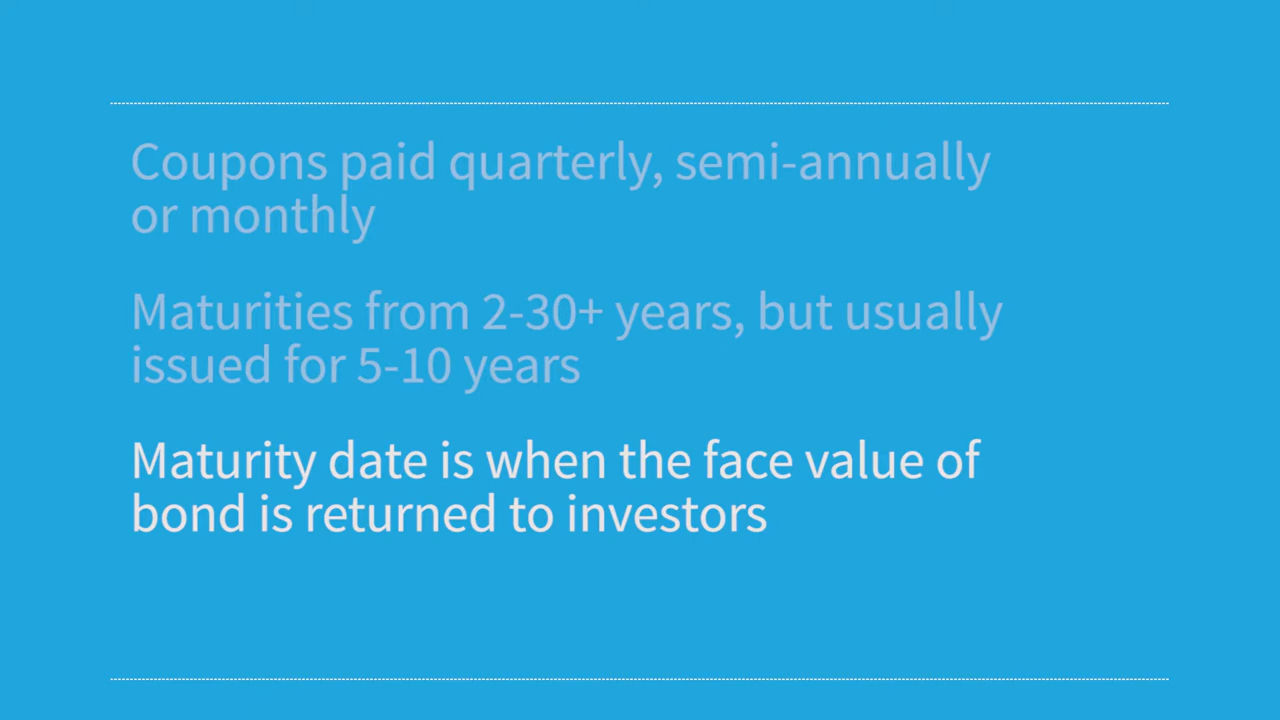 Coupons paid quarterly, semi-annually
or monthly
Maturities from 2-30+ years, but usually
issued for 5-10 years
Maturity date is when the face value of
bond is returned to investors